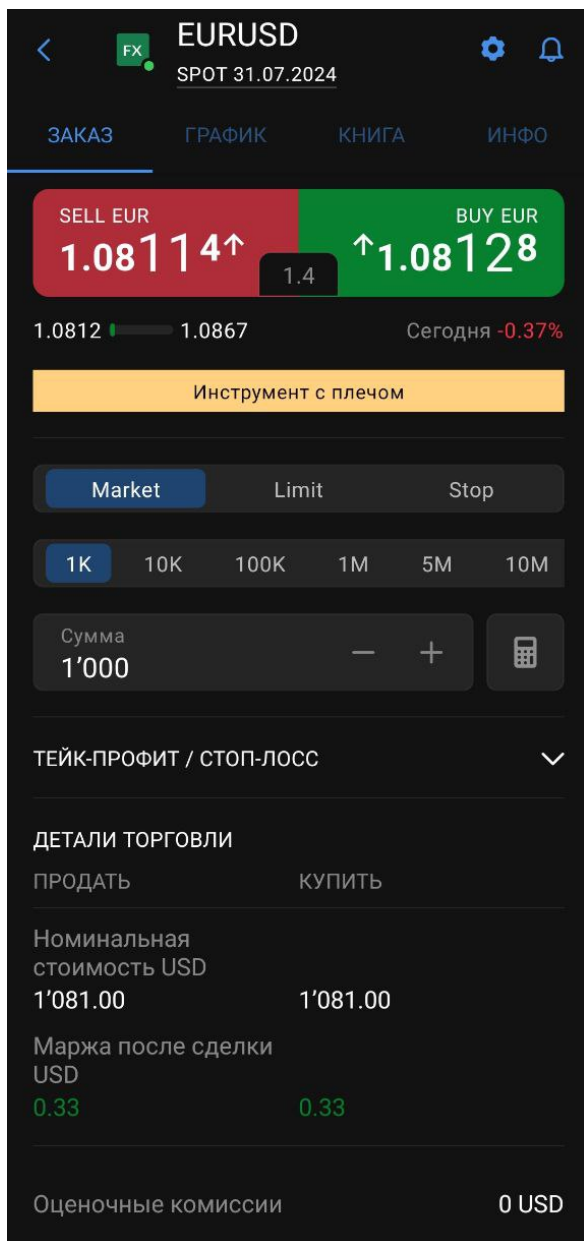 FX
EURUSD
SPOT 31.07.2024
ЗАКАЗ ГРАФИК КНИГА ИНФО
SELL EUR BUY EUR
1.08114↑ ↑1.08128
1.4
1.0812 1.0867 Сегодня -0.37%
Инструмент с плечом
Market Limit Stop
1K 10K 100K 1M 5M 10M
Сумма
1’000
ТЕЙК-ПРОФИТ / СТОП-ЛОСС
ДЕТАЛИ ТОРГОВЛИ
ПРОДАТЬ КУПИТЬ
Номинальная
стоимость USD
1’081.00 1’081.00
Маржа после сделки
USD
0.33 0.33
Оценочные комиссии 0 USD